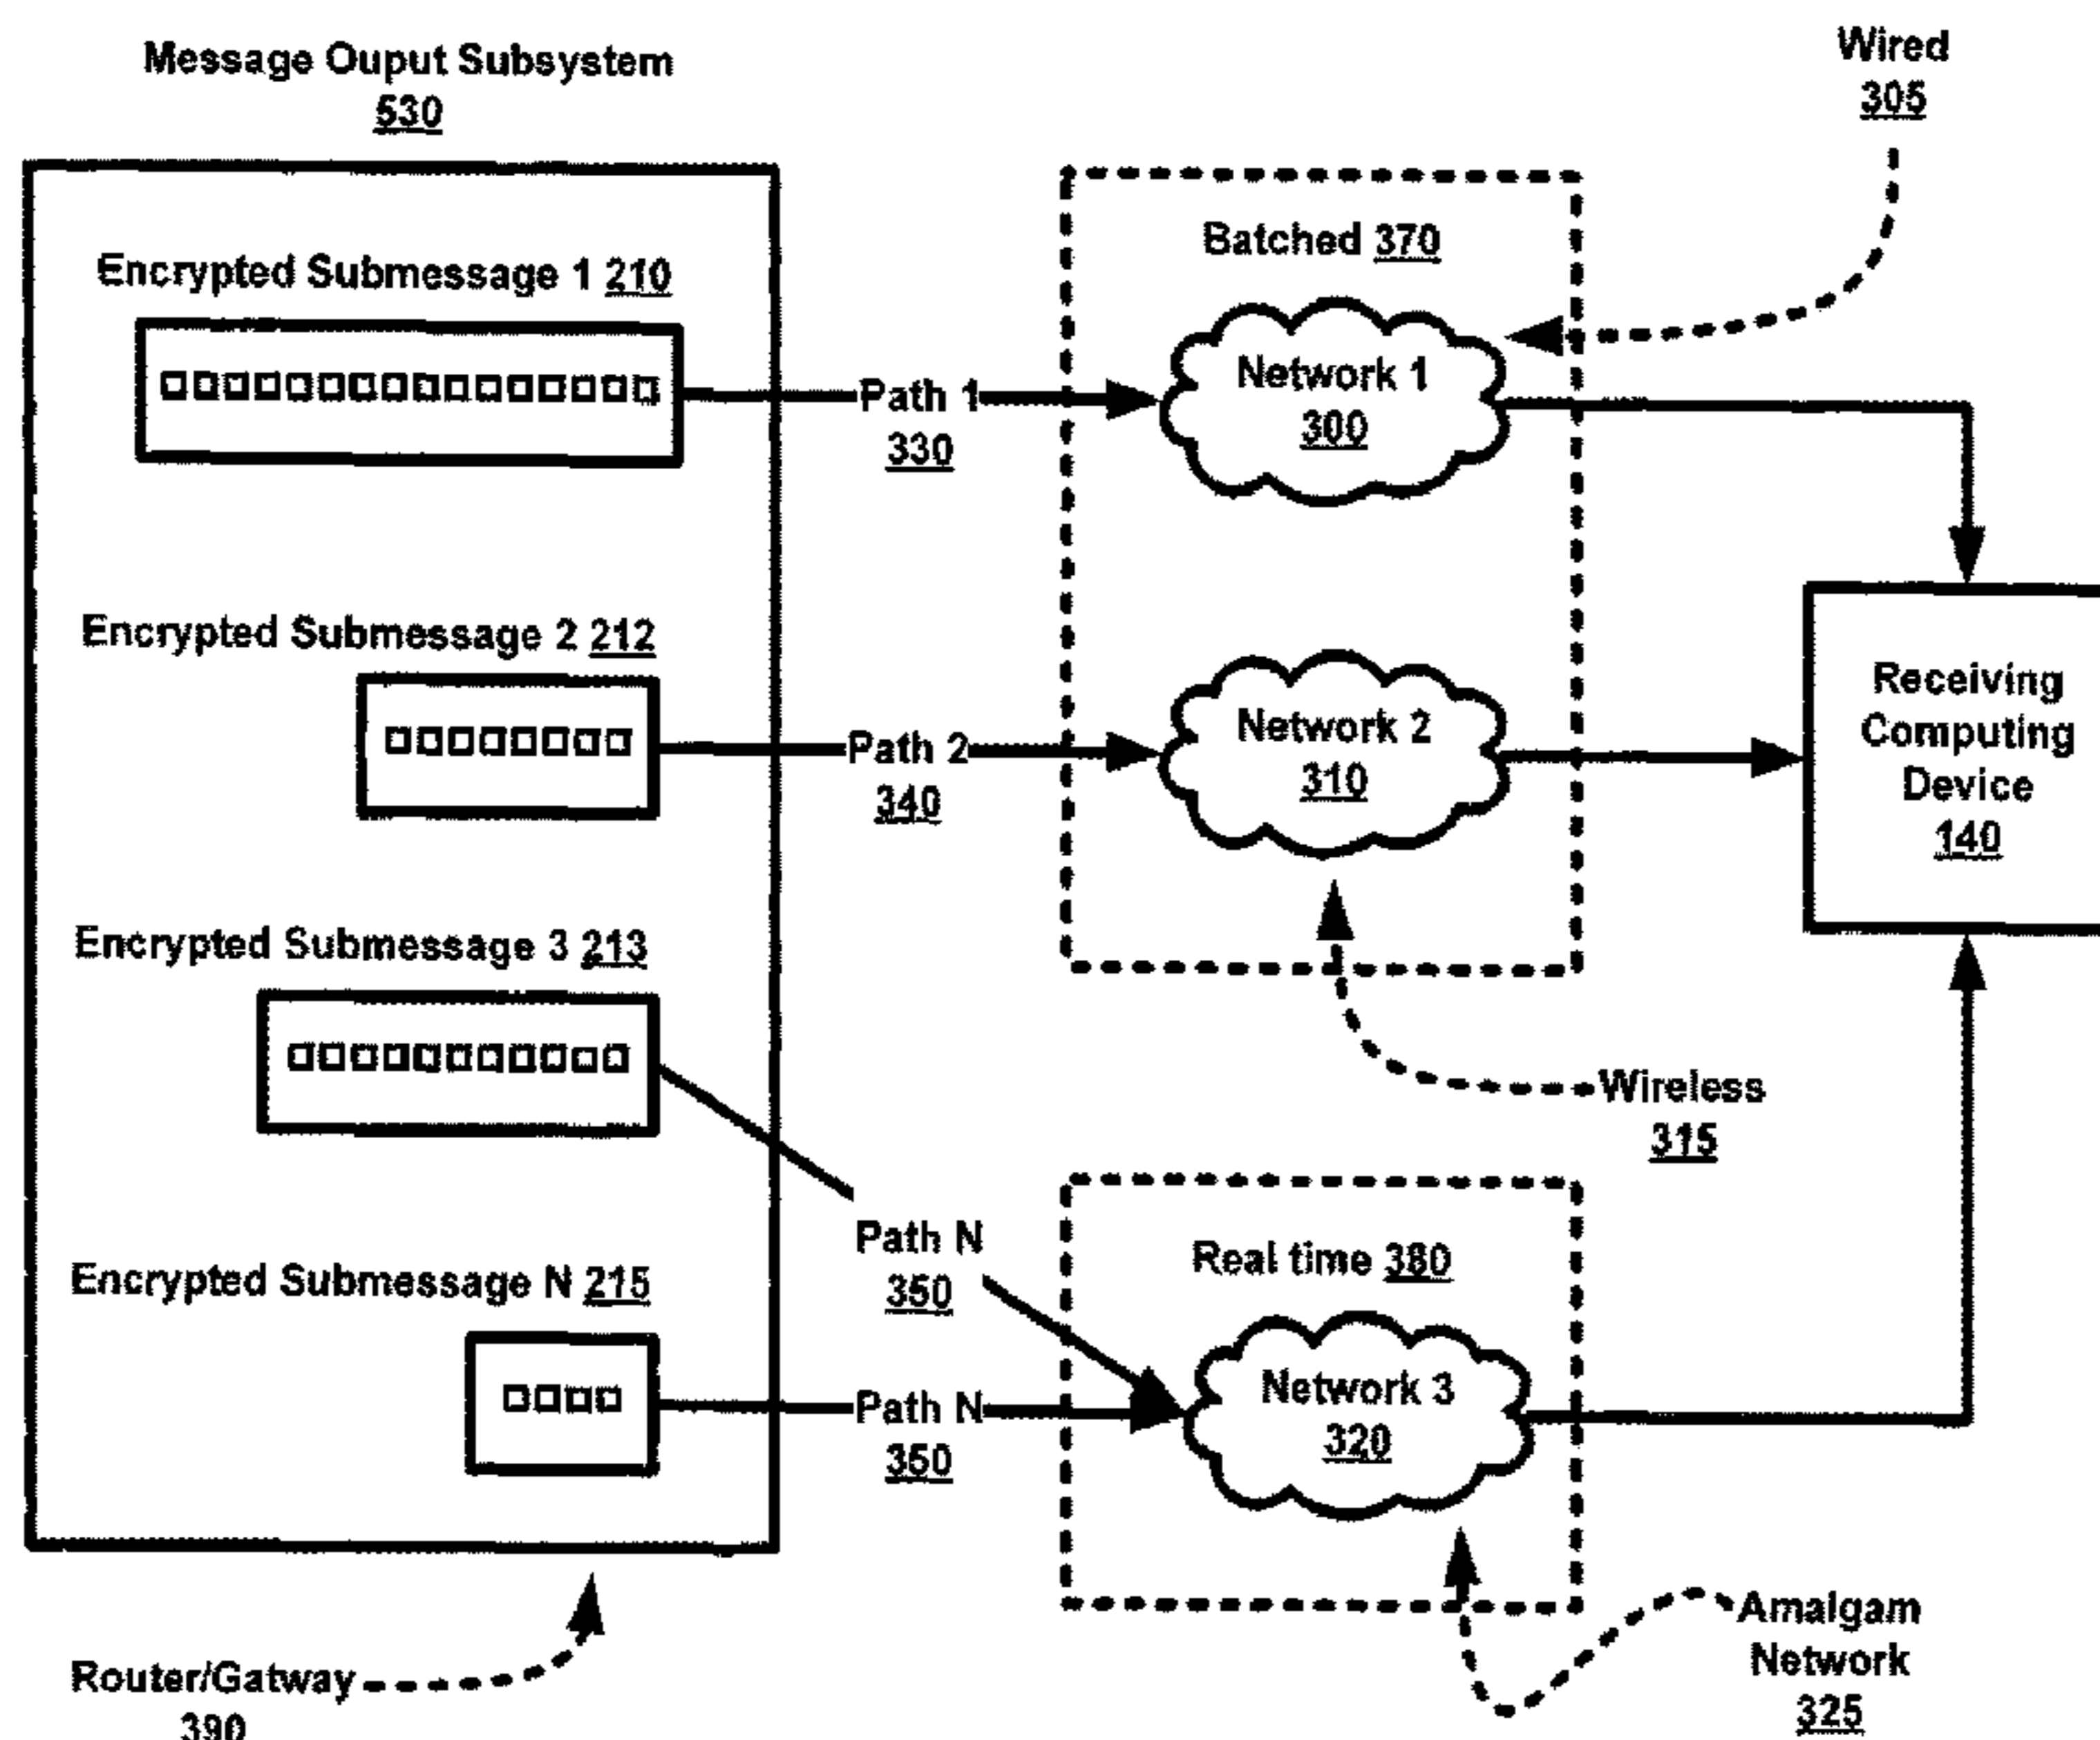 Message Ouput Subsystem
530
Wired
305
Encrypted Submessage 1 210
Batched 370
Path 1
330
Network 1
300
Encrypted Submessage 2 212
Path 2
340
Network 2
310
Receiving
Computing
Device
140
Encrypted Submessage 3 213
Wireless
315
Path N
350
Real time 380
Encrypted Submessage N 215
Path N
350
Network 3
320
Router/Gatway
390
Amalgam
Network
325